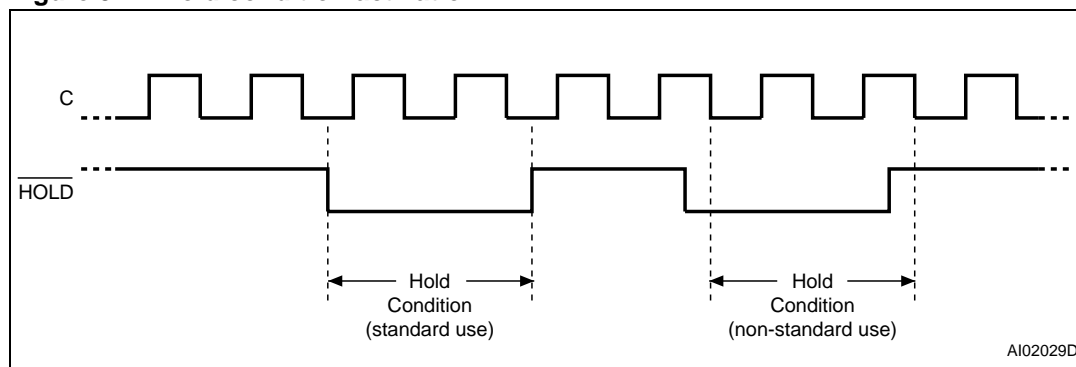 C
HOLD
Hold
Condition
(standard use)
Hold
Condition
(non-standard use)
AI02029D